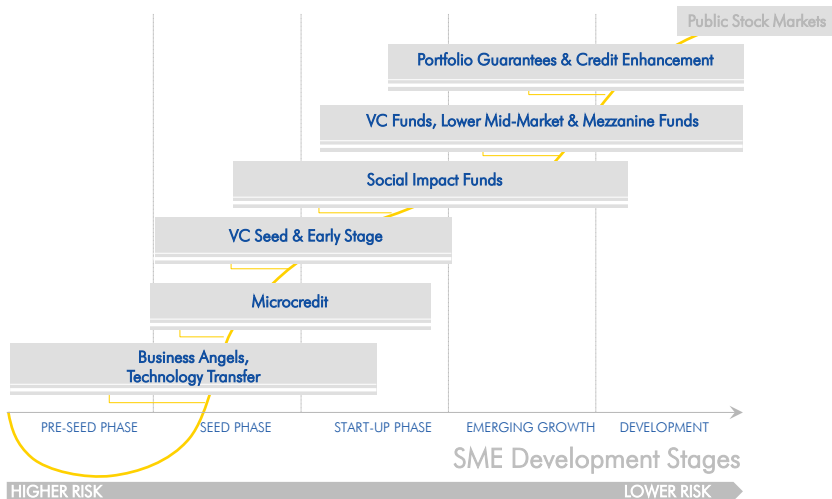 Public Stock Markets
Portfolio Guarantees & Credit Enhancement
VC Funds, Lower Mid-Market & Mezzanine Funds
Social Impact Funds
VC Seed & Early Stage
Microcredit
Business Angels,
Technology Transfer
PRE-SEED PHASE
SEED PHASE
START-UP PHASE
EMERGING GROWTH
DEVELOPMENT
SME Development Stages
HIGHER RISK
LOWER RISK